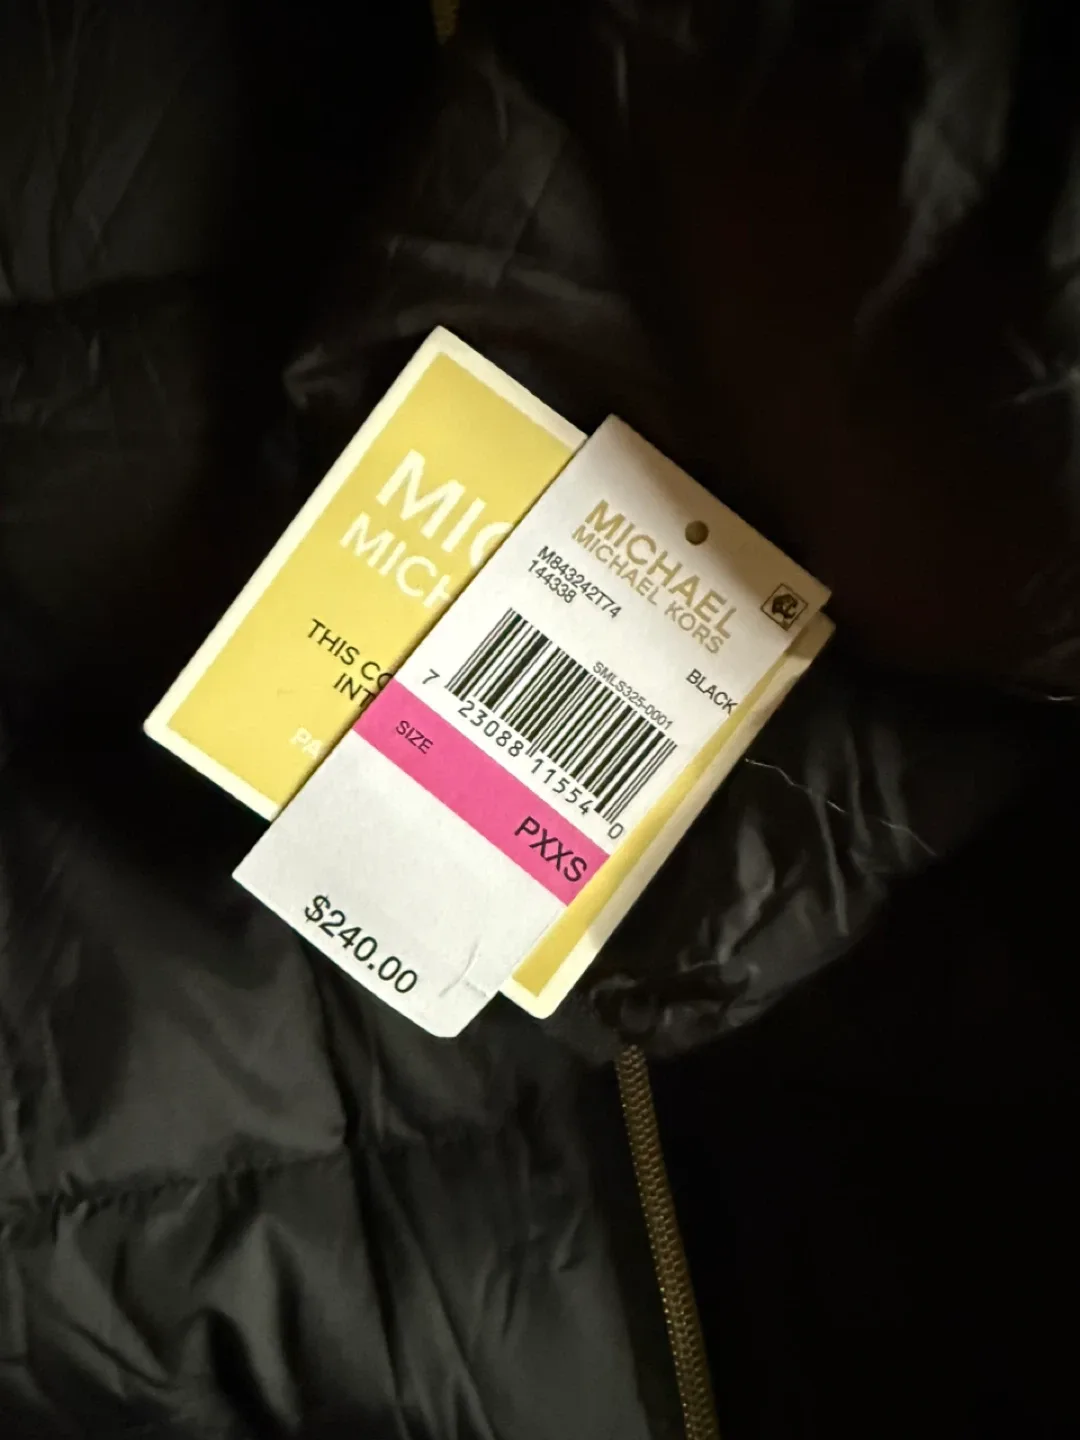 MIC
MICH
THIS CO
INT
PA
MICHAEL
MICHAEL KORS
M843242T74
144338
BLACK
SMLS325-0001
7 23088 11554 0
SIZE
PXXS
$240.00